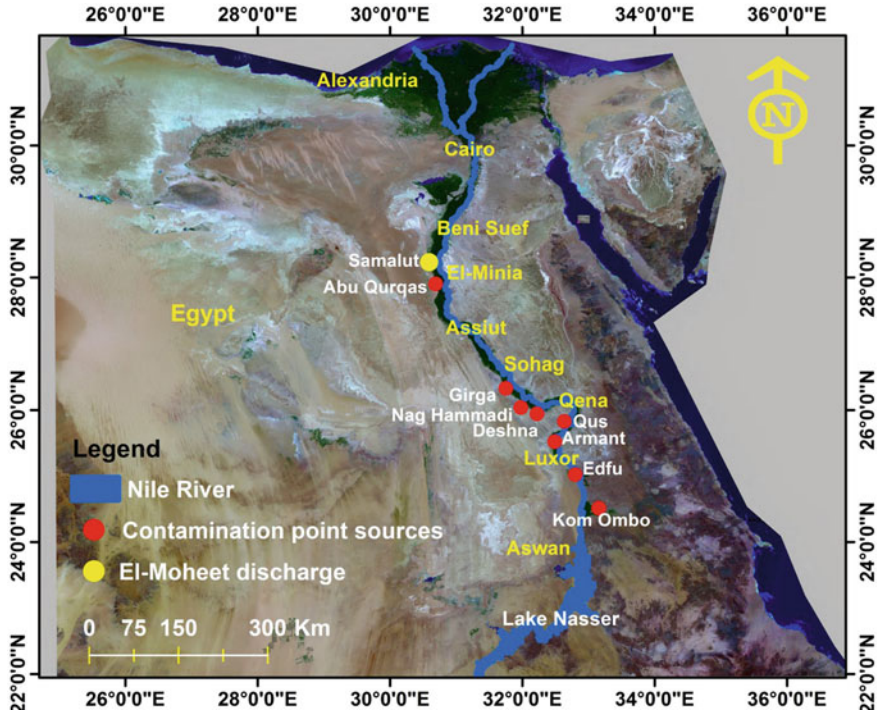 26°0'0"E 28°0'0"E 30°0'0"E 32°0'0"E 34°0'0"E 36°0'0"E
Alexandria
N
30°0'0"N
Cairo
30°0'0"N
Beni Suef
Samalut
El-Minia
28°0'0"N
Abu Qurqas
28°0'0"N
Egypt
Assiut
Sohag
Girga
Qena
26°0'0"N
Nag Hammadi
Qus
26°0'0"N
Deshna
Armant
Legend
Luxor
Edfu
Nile River
Contamination point sources
Kom Ombo
24°0'0"N
El-Moheet discharge
Aswan
24°0'0"N
0 75 150 300 Km
Lake Nasser
22°0'0"N
22°0'0"N
26°0'0"E 28°0'0"E 30°0'0"E 32°0'0"E 34°0'0"E 36°0'0"E